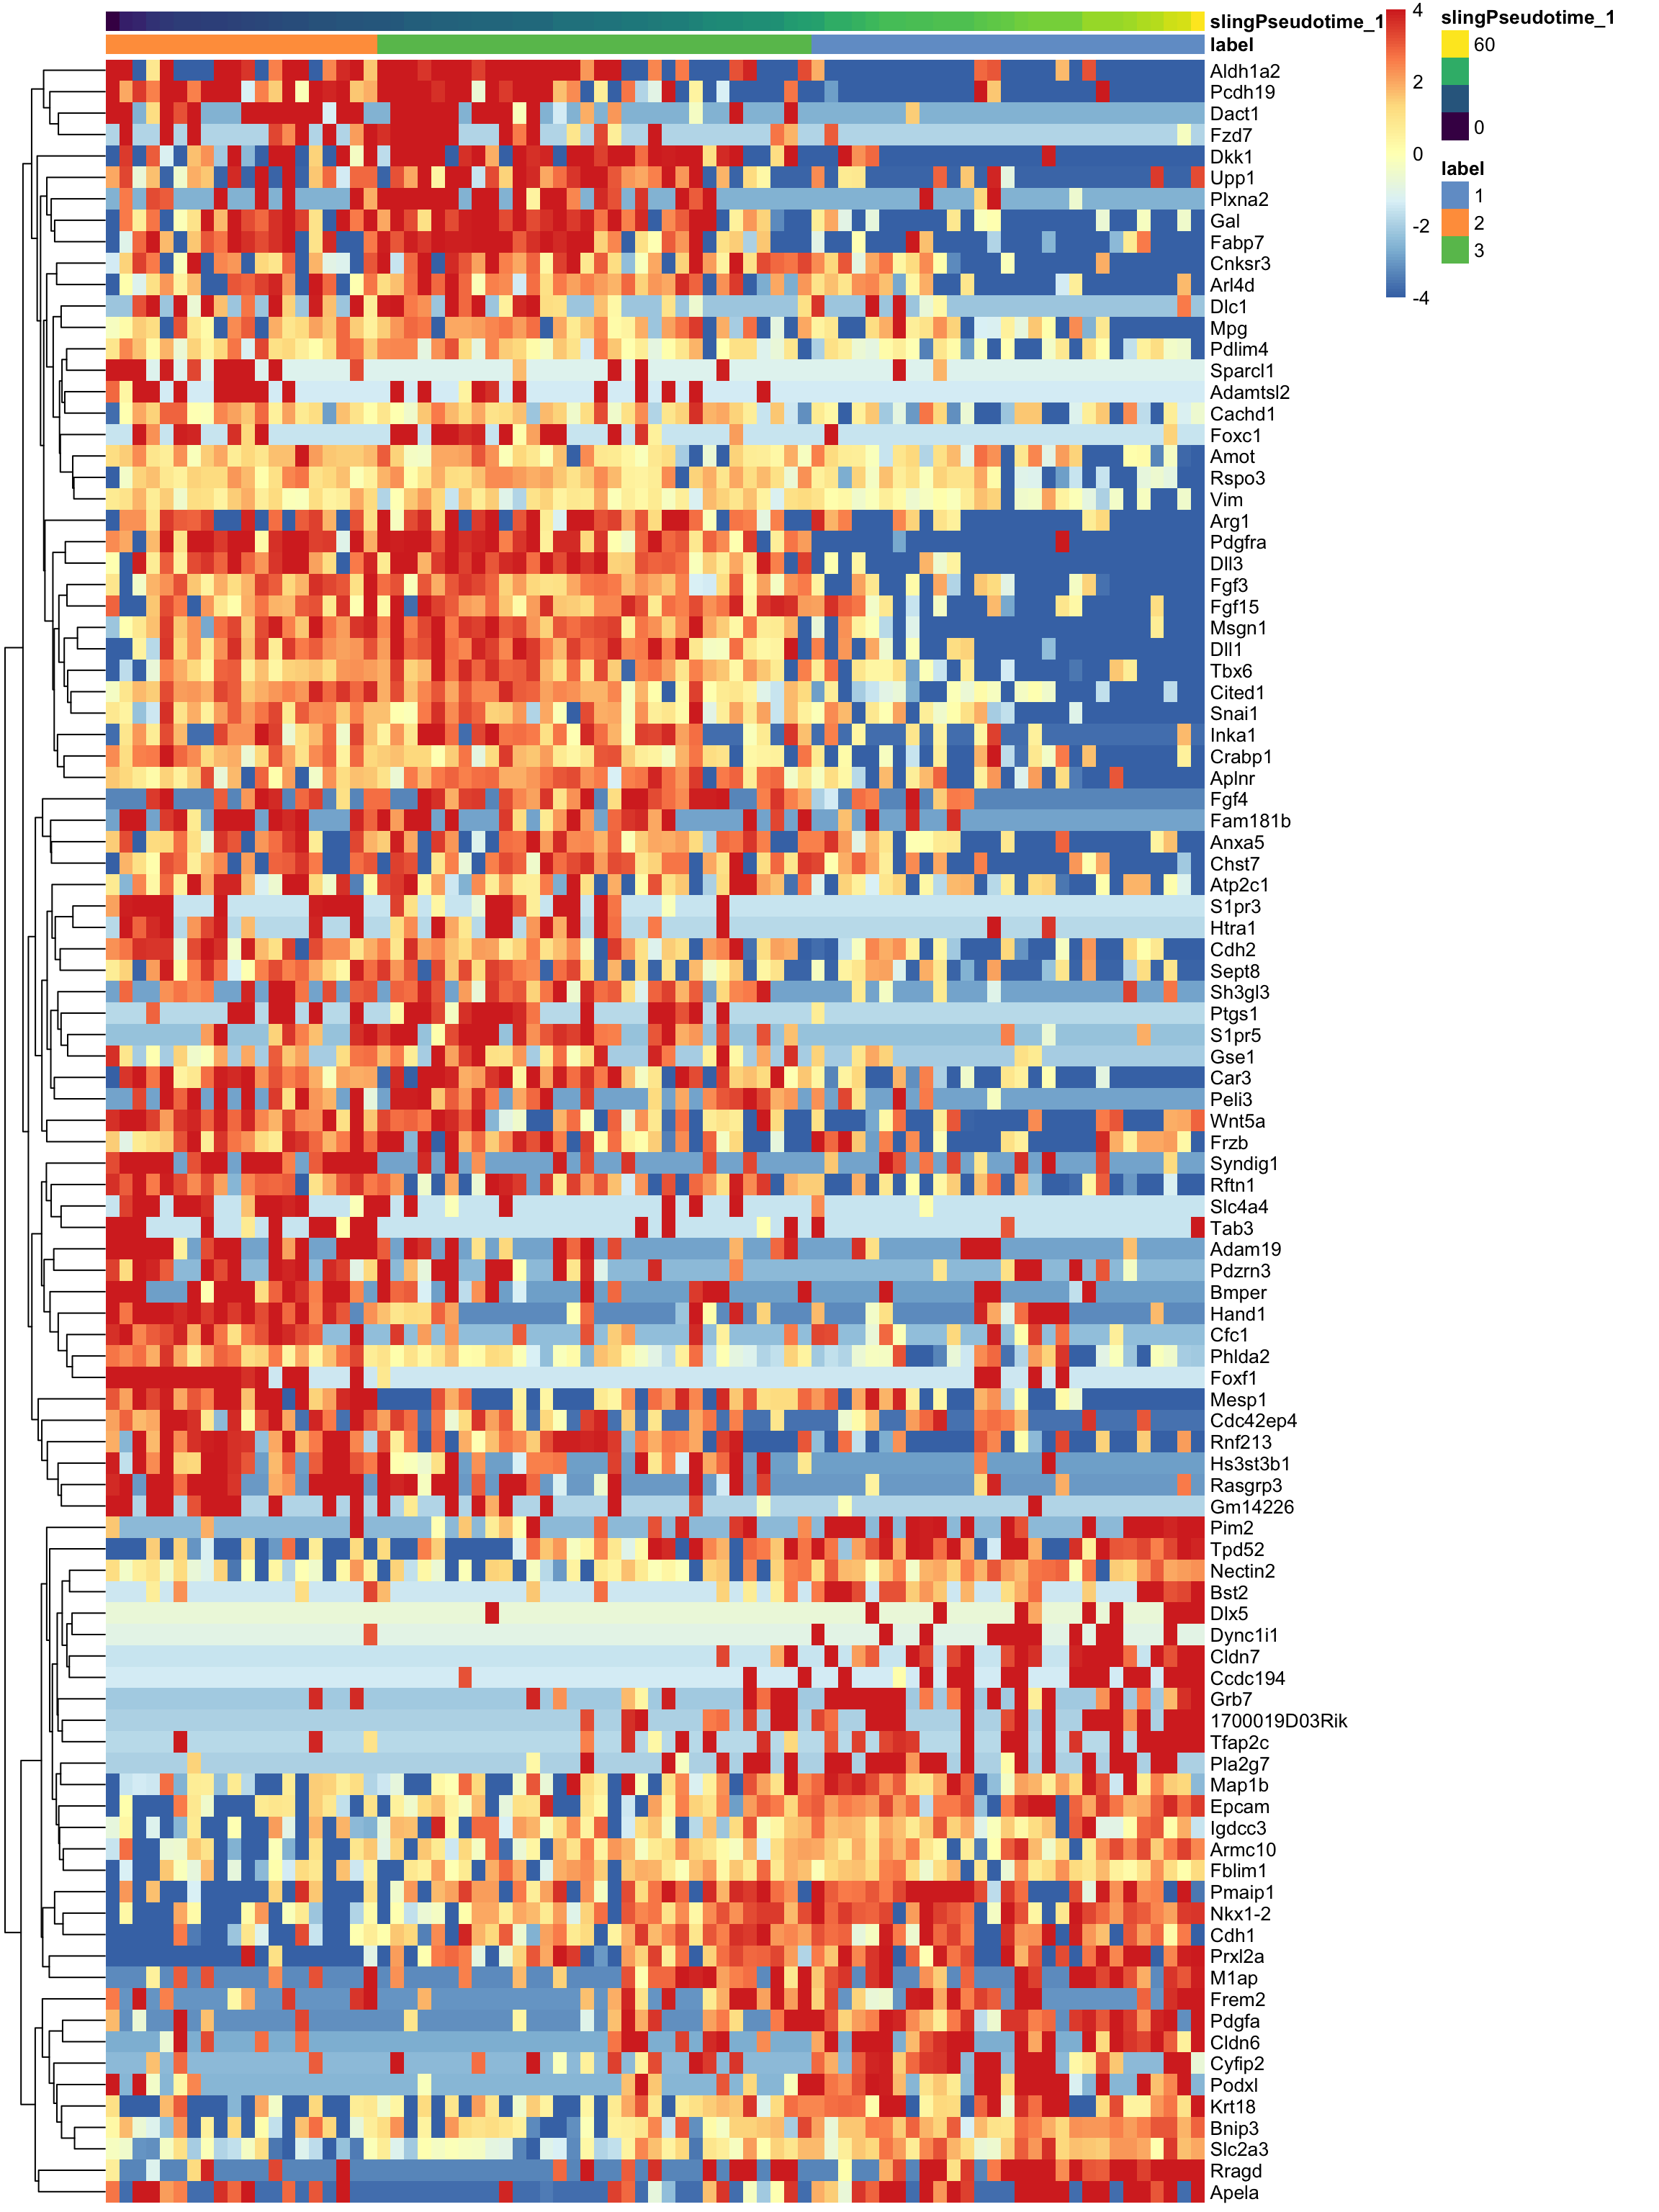 slingPseudotime_1
label
Aldh1a2
Pcdh19
Dact1
Fzd7
Dkk1
Upp1
Plxna2
Gal
Fabp7
Cnksr3
Arl4d
Dlc1
Mpg
Pdlim4
Sparcl1
Adamtsl2
Cachd1
Foxc1
Amot
Rspo3
Vim
Arg1
Pdgfra
Dll3
Fgf3
Fgf15
Msgn1
Dll1
Tbx6
Cited1
Snai1
Inka1
Crabp1
Aplnr
Fgf4
Fam181b
Anxa5
Chst7
Atp2c1
S1pr3
Htra1
Cdh2
Sept8
Sh3gl3
Ptgs1
S1pr5
Gse1
Car3
Peli3
Wnt5a
Frzb
Syndig1
Rftn1
Slc4a4
Tab3
Adam19
Pdzrn3
Bmper
Hand1
Cfc1
Phlda2
Foxf1
Mesp1
Cdc42ep4
Rnf213
Hs3st3b1
Rasgrp3
Gm14226
Pim2
Tpd52
Nectin2
Bst2
Dlx5
Dync1i1
Cldn7
Ccdc194
Grb7
1700019D03Rik
Tfap2c
Pla2g7
Map1b
Epcam
Igdcc3
Armc10
Fblim1
Pmaip1
Nkx1-2
Cdh1
Prxl2a
M1ap
Frem2
Pdgfa
Cldn6
Cyfip2
Podxl
Krt18
Bnip3
Slc2a3
Rragd
Apela
4
2
0
-2
-4
slingPseudotime_1
60
0
label
1
2
3